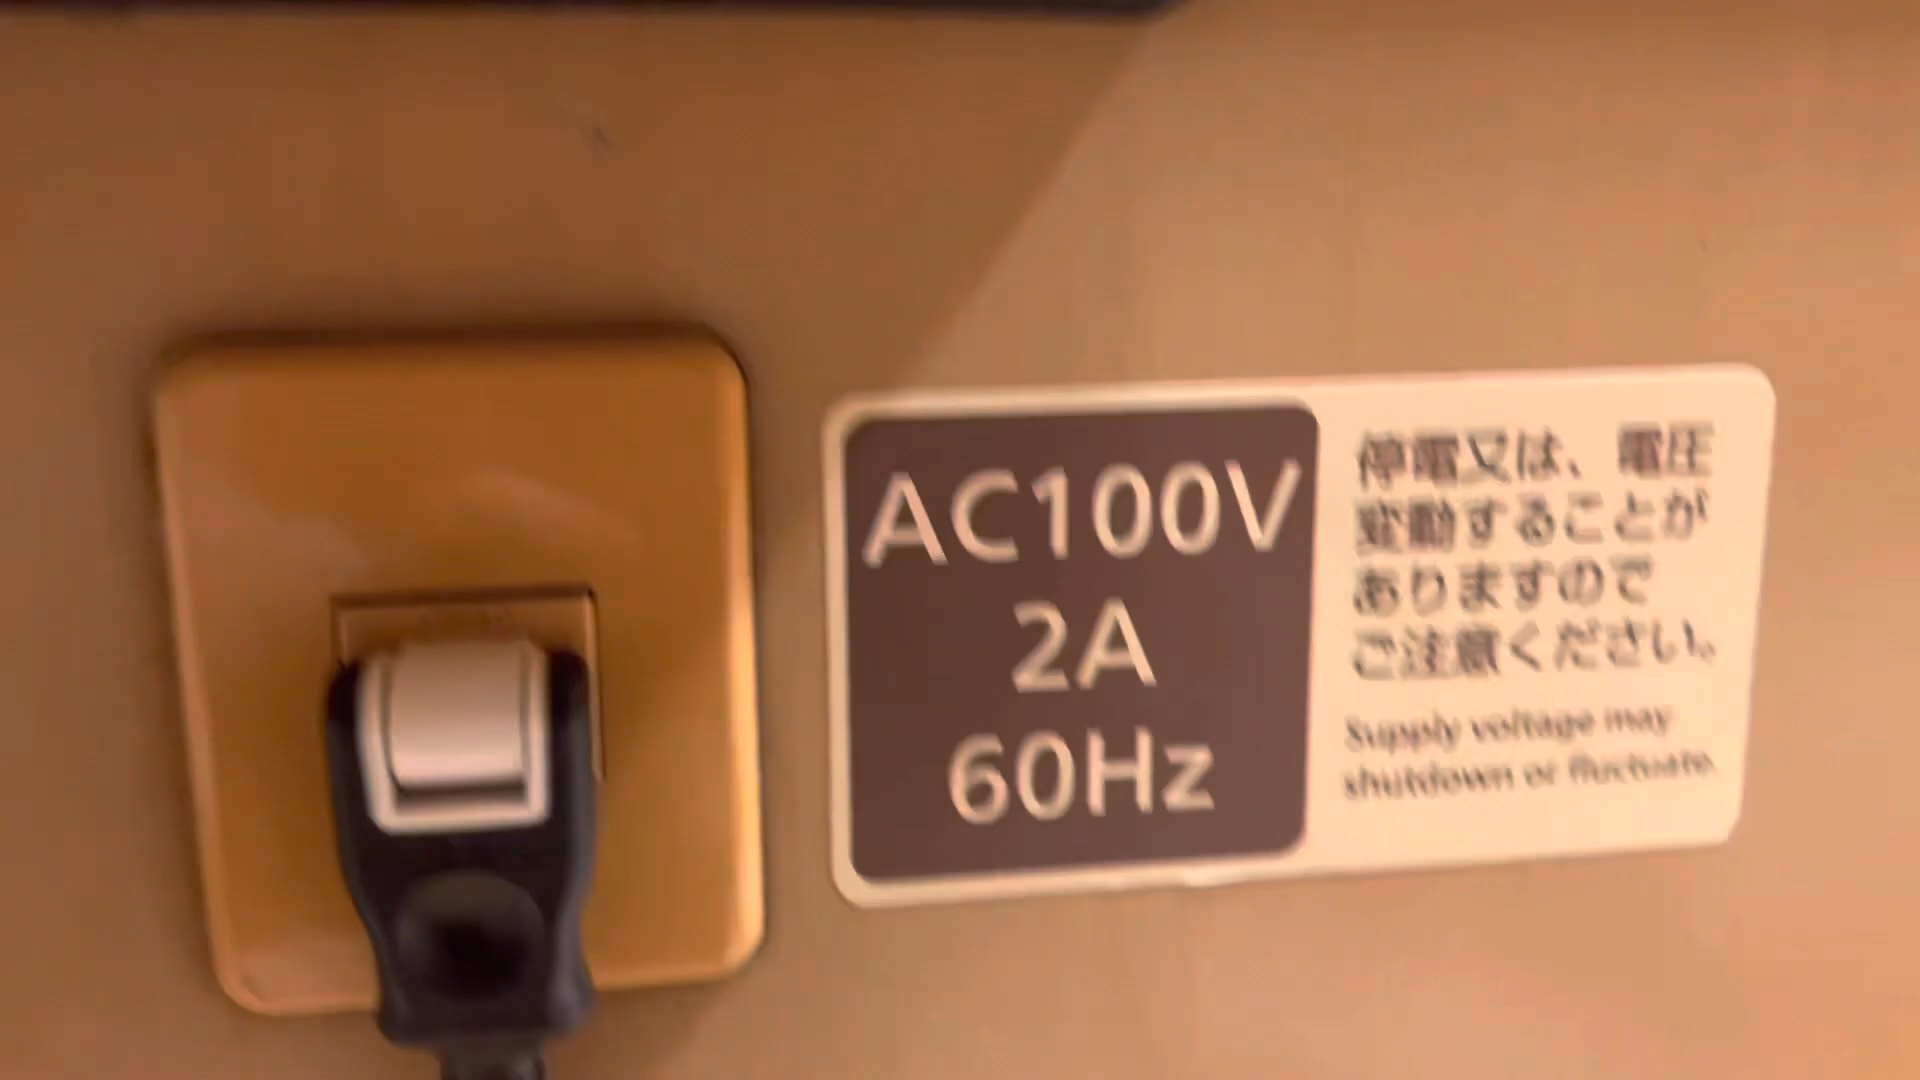 AC100V
2A
60Hz
停電又は、電圧
変動することが
ありますので
ご注意ください。
Supply voltage may
shutdown or fluctuate.